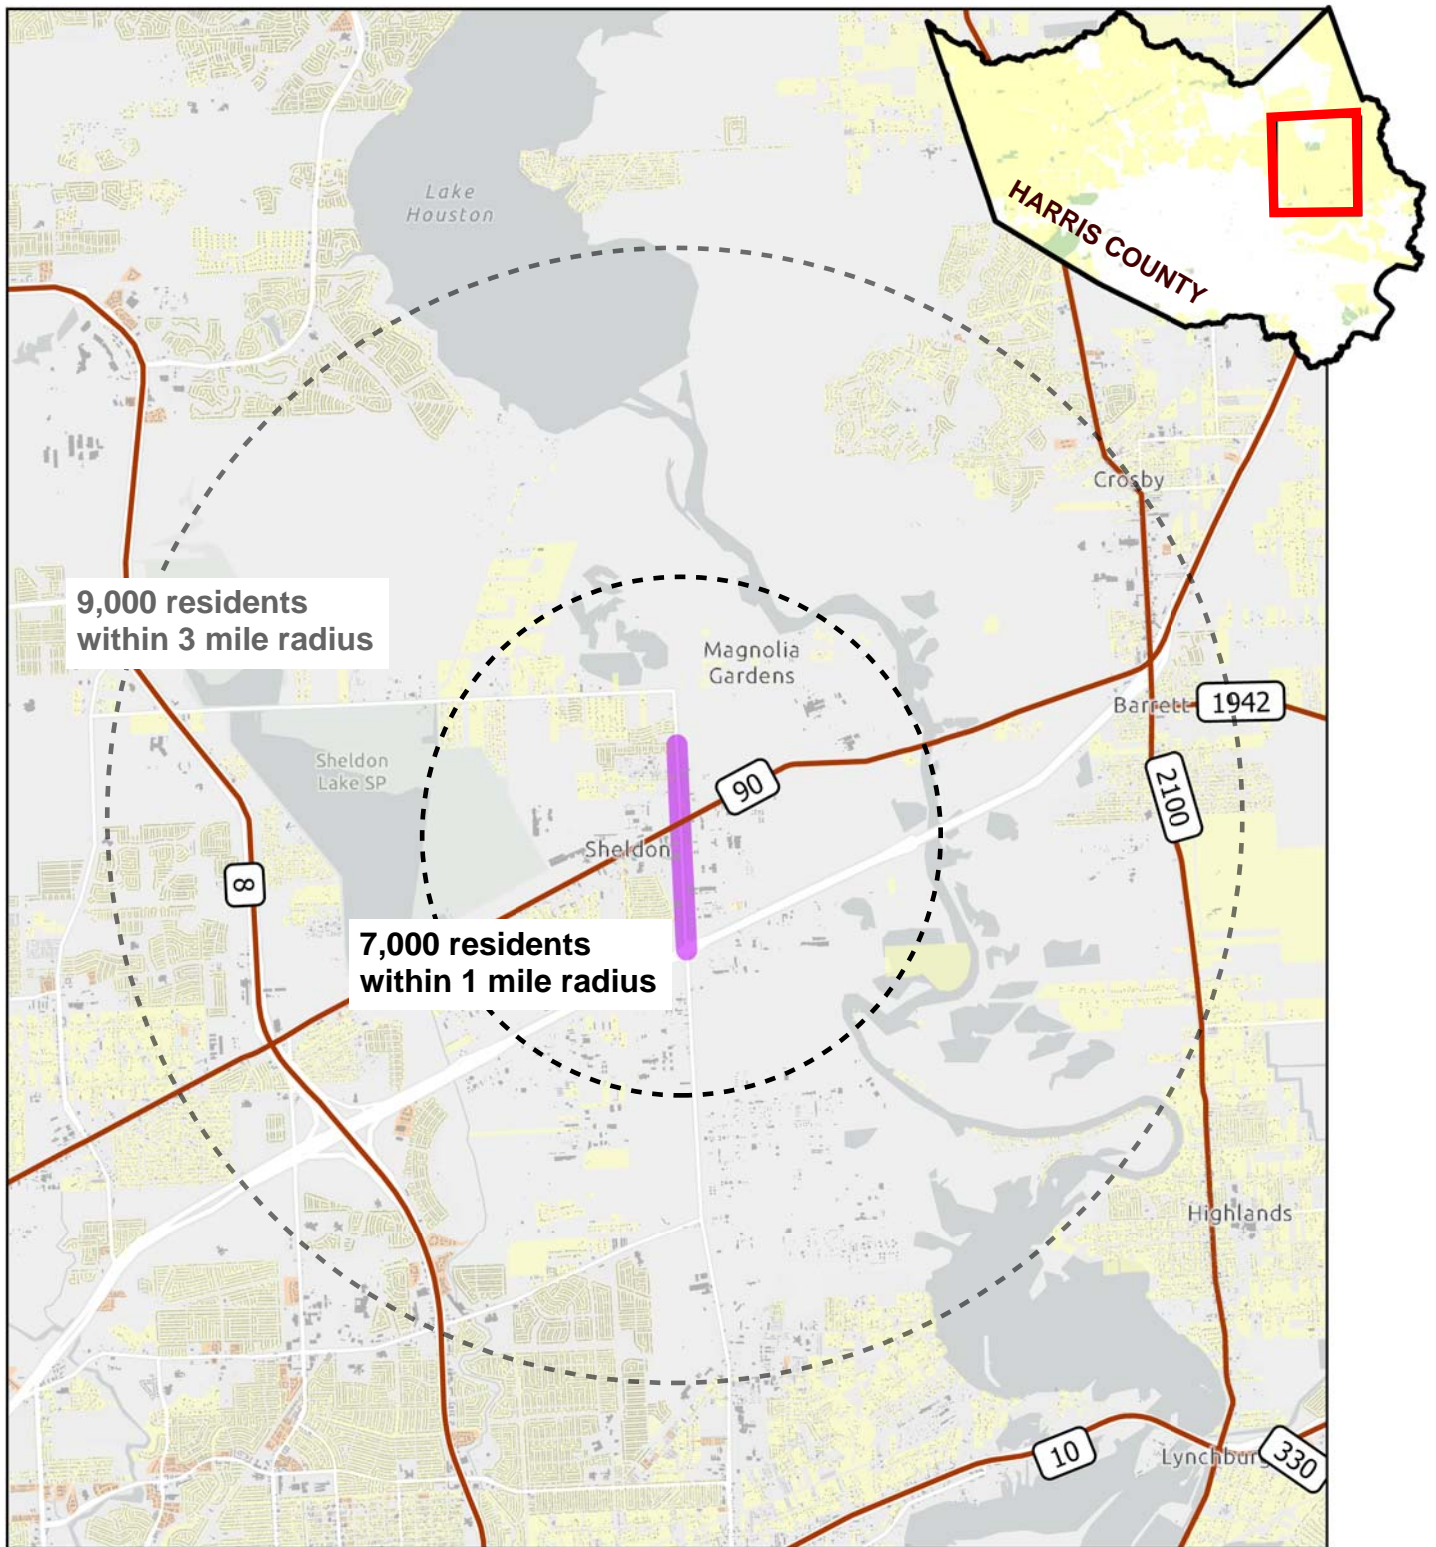 Lake
Houston
HARRIS COUNTY
Crosby
9,000 residents
within 3 mile radius
Magnolia
Gardens
Barrett
1942
Sheldon
Lake SP
90
2100
Sheldon
8
7,000 residents
within 1 mile radius
Highlands
10
Lynchburg
330